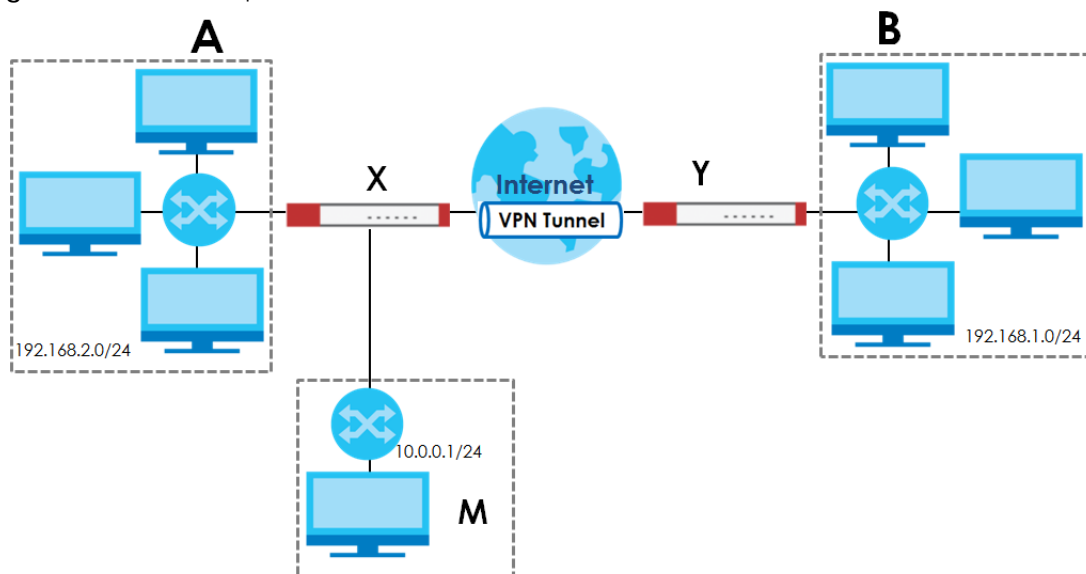 A
B
X
Y
Internet
VPN Tunnel
192.168.2.0/24
192.168.1.0/24
10.0.0.1/24
M